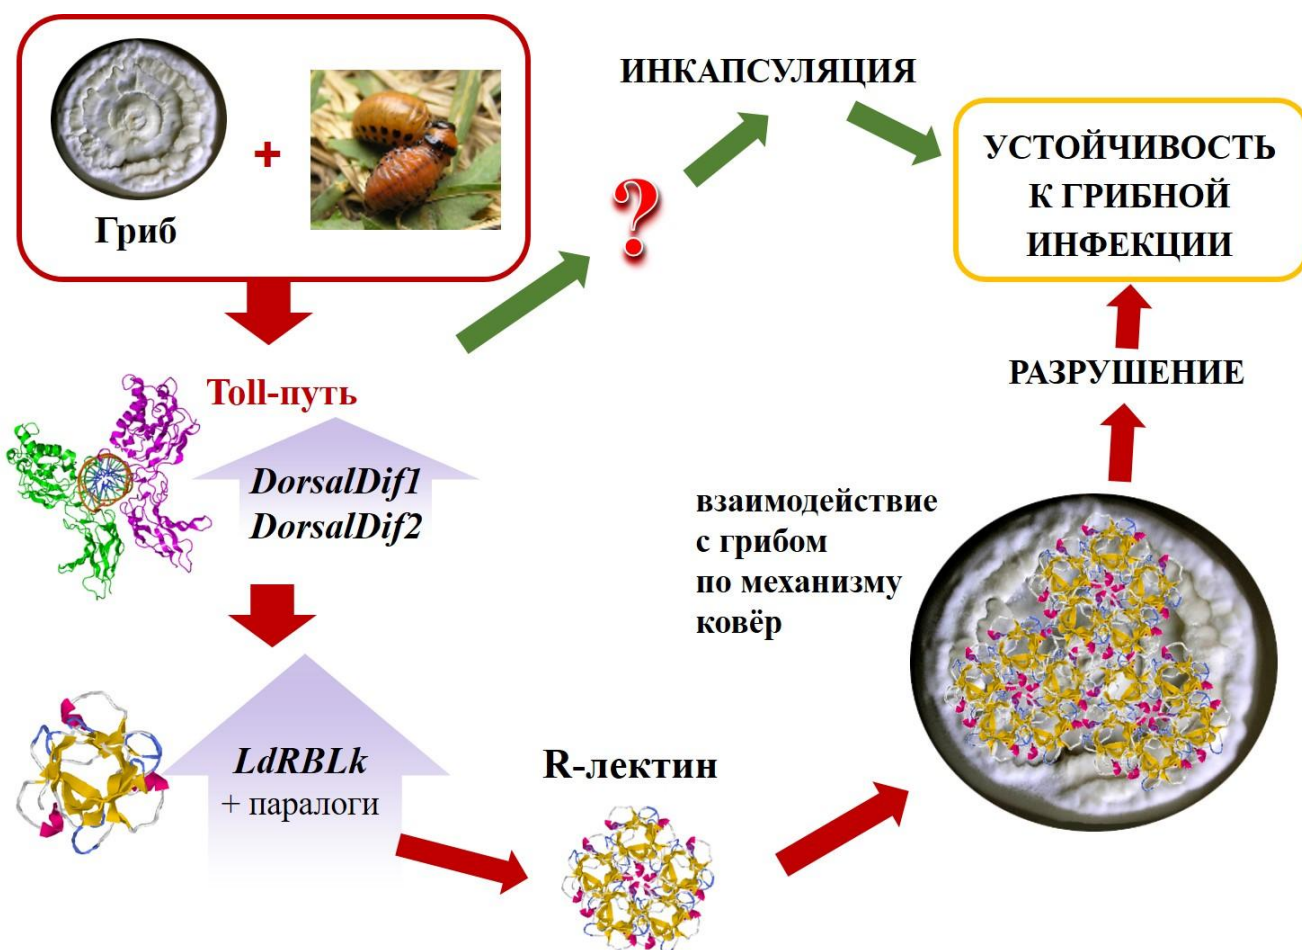 Гриб
+
ИНКАПСУЛЯЦИЯ
?
УСТОЙЧИВОСТЬ
К ГРИБНОЙ
ИНФЕКЦИИ
Toll-путь
DorsalDif1
DorsalDif2
LdRBLk
+ паралоги
R-лектин
взаимодействие
с грибом
по механизму
ковёр
РАЗРУШЕНИЕ